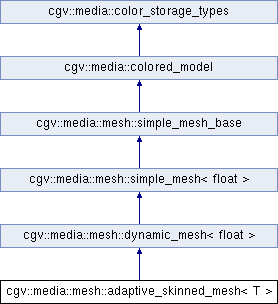 cgv::media::color_storage_types
cgv::media::colored_model
cgv::media::mesh::simple_mesh_base
cgv::media::mesh::simple_mesh< float >
cgv::media::mesh::dynamic_mesh< float >
cgv::media::mesh::adaptive_skinned_mesh< T >